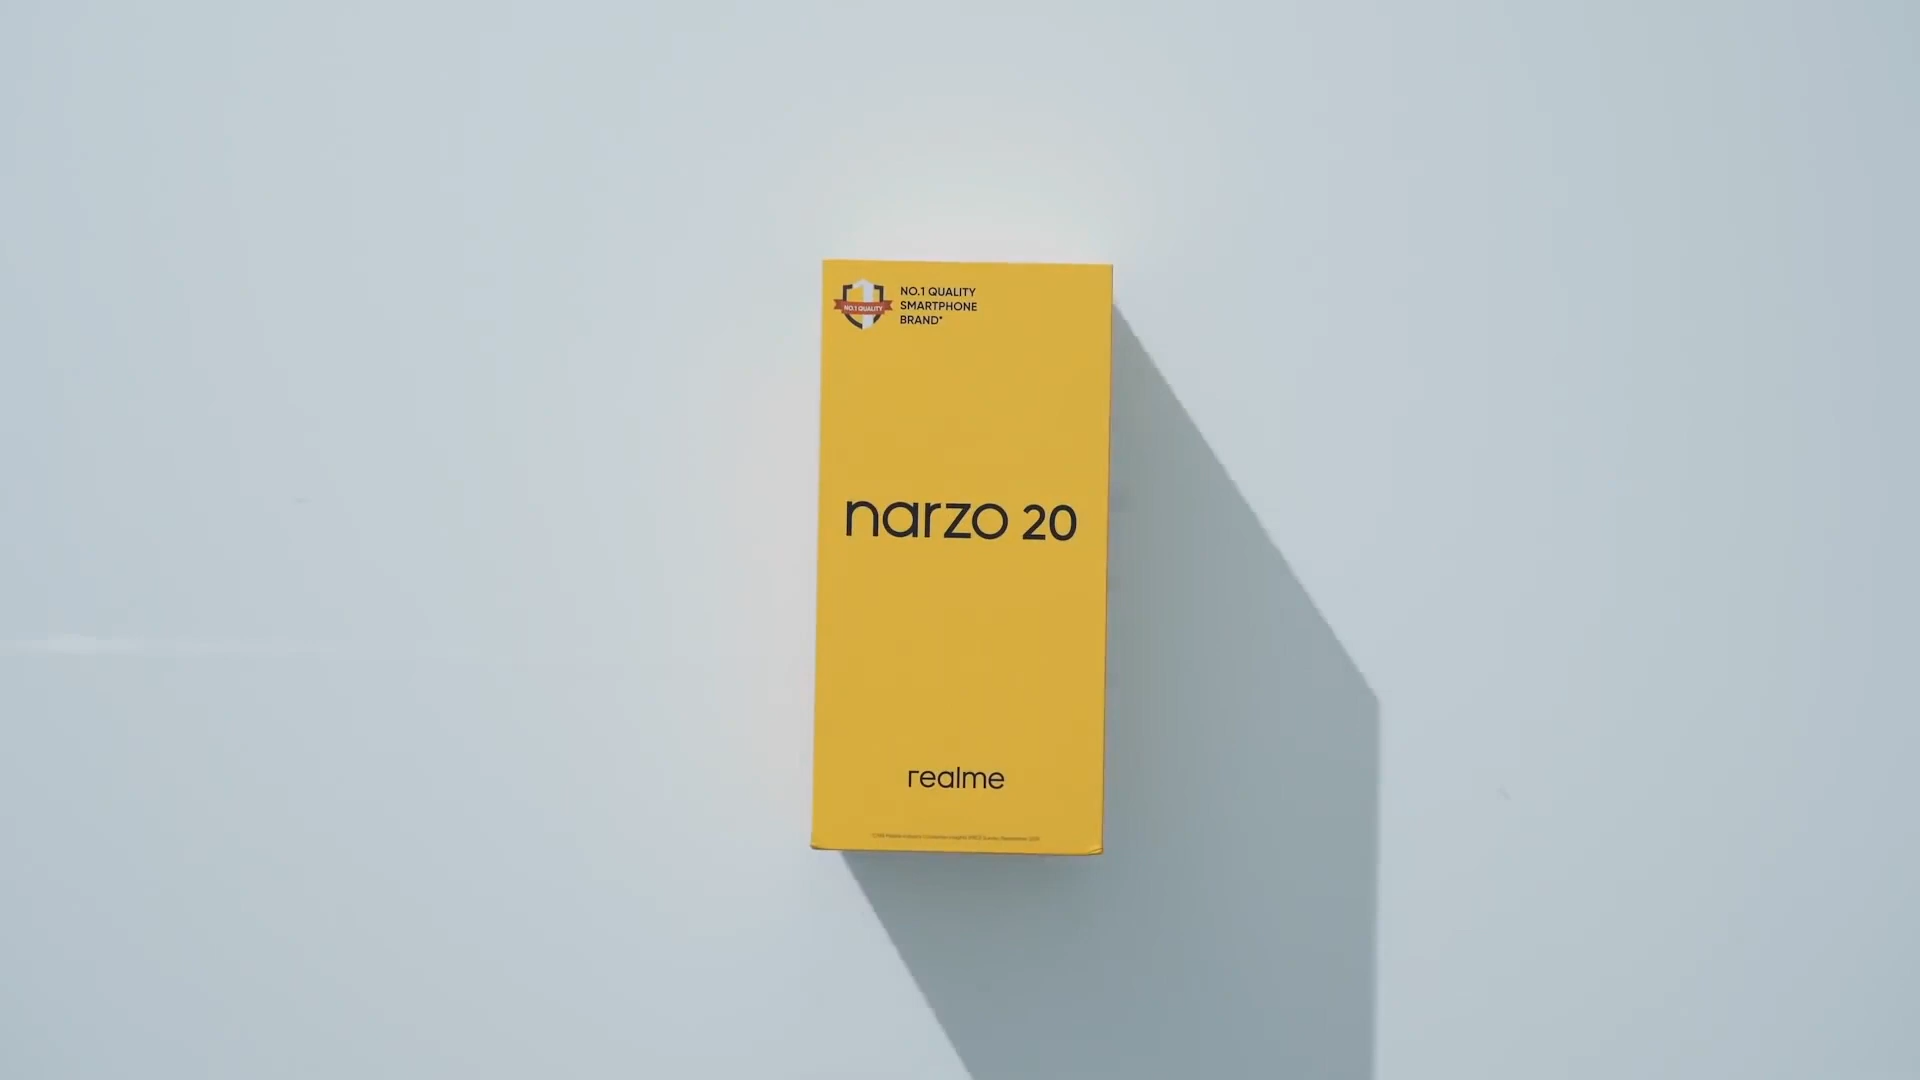 NO.1 QUALITY
NO.1 QUALITY
SMARTPHONE
BRAND*
narzo 20
realme